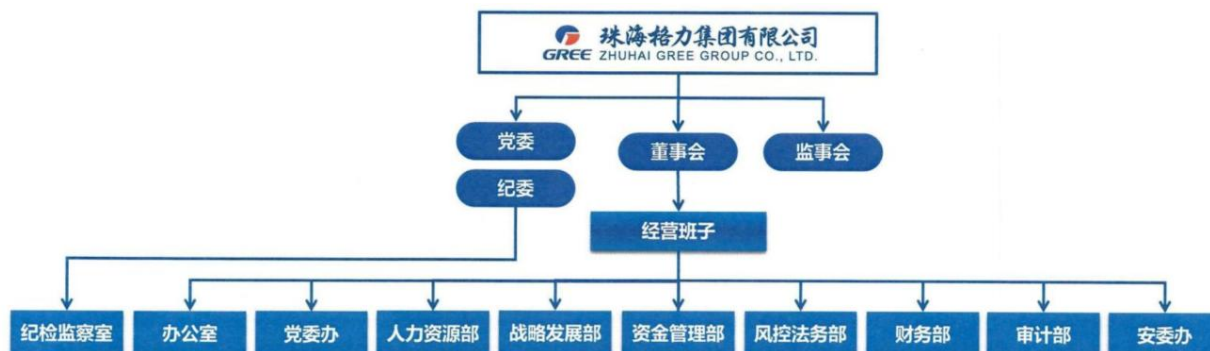 珠海格力集团有限公司
GREE ZHUHAI GREE GROUP CO., LTD.
党委
董事会
监事会
纪委
经营班子
纪检监察室
办公室
党委办
人力资源部
战略发展部
资金管理部
风控法务部
财务部
审计部
安委办